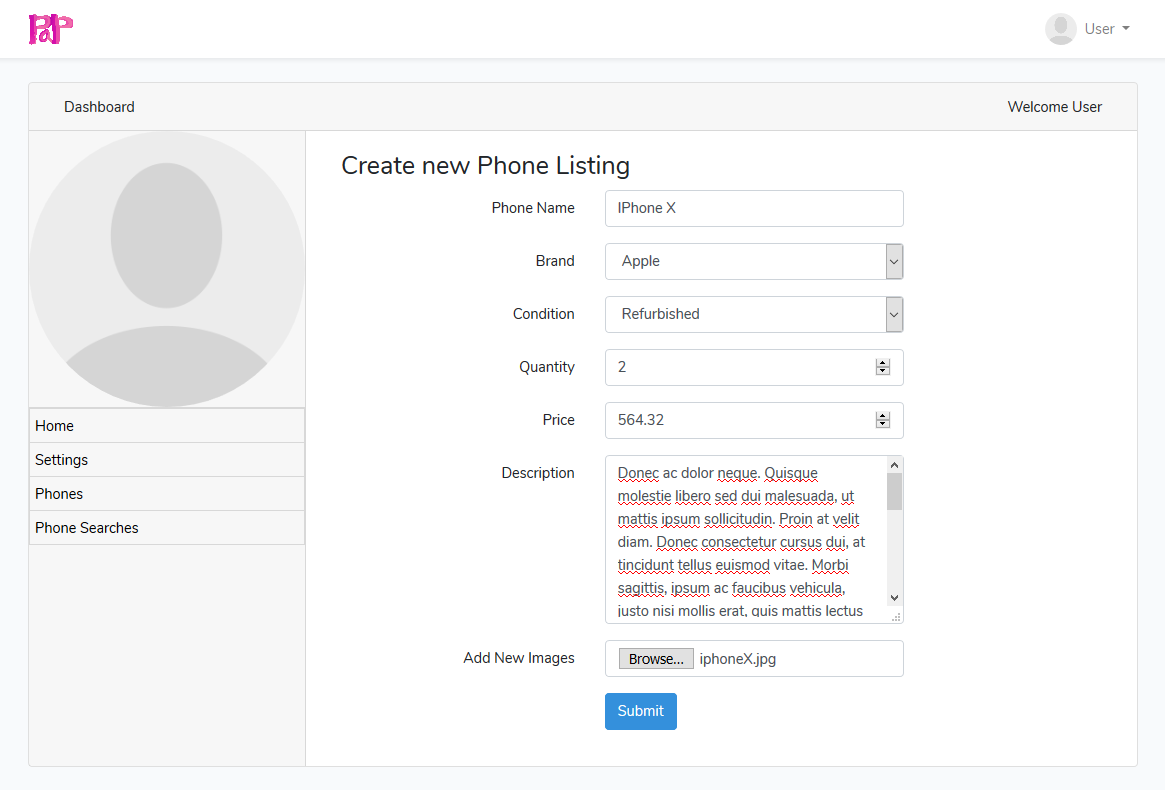 PaP
User
Dashboard
Welcome User
Create new Phone Listing
Phone Name
IPhone X
Brand
Apple
Condition
Refurbished
Quantity
2
Price
564.32
Description
Donec ac dolor neque. Quisque
molestie libero sed dui malesuada, ut
mattis ipsum sollicitudin. Proin at velit
diam. Donec consectetur cursus dui, at
tincidunt tellus euismod vitae. Morbi
sagittis, ipsum ac faucibus vehicula,
justo nisi mollis erat, quis mattis lectus
Add New Images
Browse... iphoneX.jpg
Submit
Home
Settings
Phones
Phone Searches